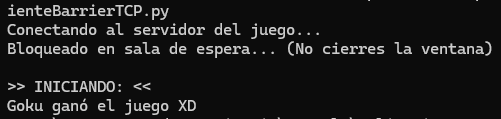 ienteBarrierTCP.py
Conectando al servidor del juego...
Bloqueado en sala de espera... (No cierres la ventana)
>> INICIANDO: <<
Goku ganó el juego XD